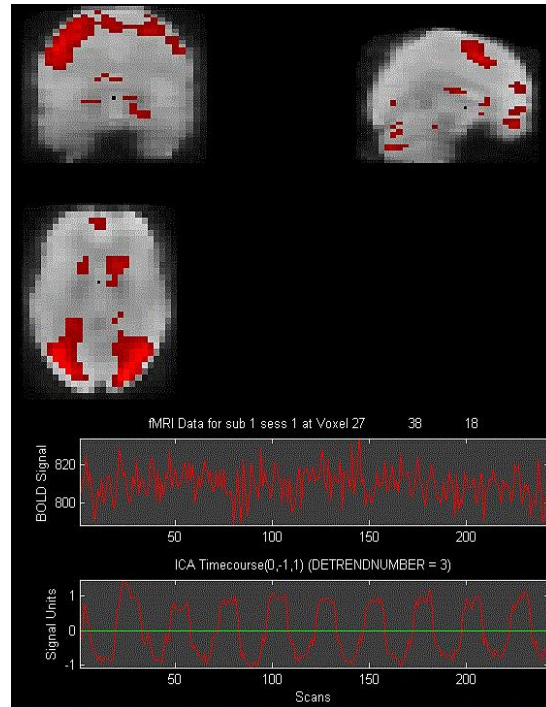 fMRI Data for sub 1 sess 1 at Voxel 27 38 18
BOLD Signal
820
800
50 100 150 200
ICA Timecourse(0,-1,1) (DETRENDNUMBER = 3)
Signal Units
1
0
-1
50 100 150 200
Scans